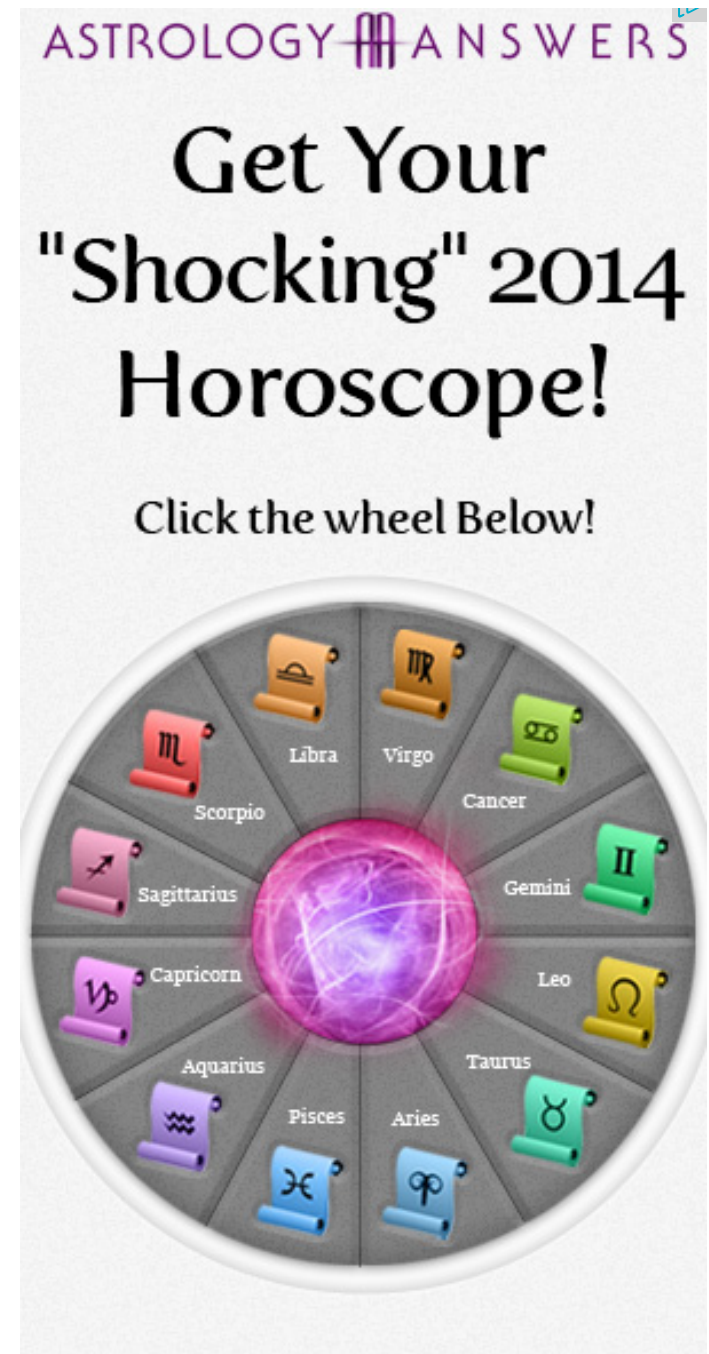 ASTROLOGY ANSWERS
Get Your
"Shocking" 2014
Horoscope!
Click the wheel Below!
Libra
Virgo
Scorpio
Cancer
Sagittarius
Gemini
Capricorn
Leo
Aquarius
Taurus
Pisces
Aries